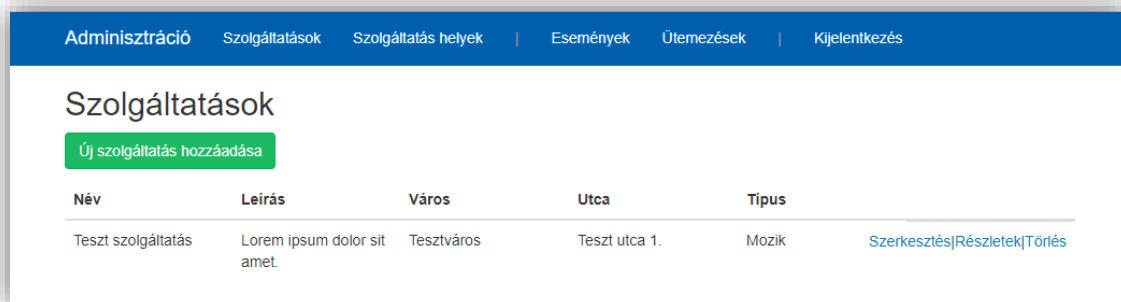 Adminisztráció Szolgáltatások Szolgáltatás helyek | Események Ütemezések | Kijelentkezés
Szolgáltatások
Új szolgáltatás hozzáadása
Név Leírás Város Utca Típus
Teszt szolgáltatás Lorem ipsum dolor sit Tesztváros Teszt utca 1. Mozik Szerkesztés|Részletek|Törlés
amet.